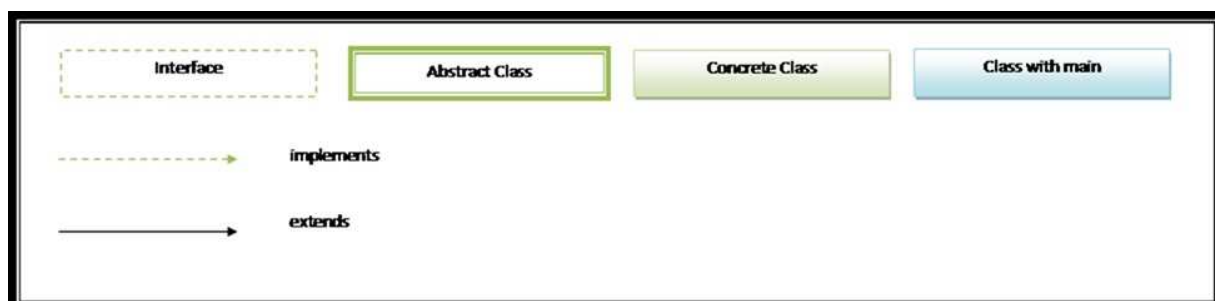 Interface
Abstract Class
Concrete Class
Class with main
implements
extends